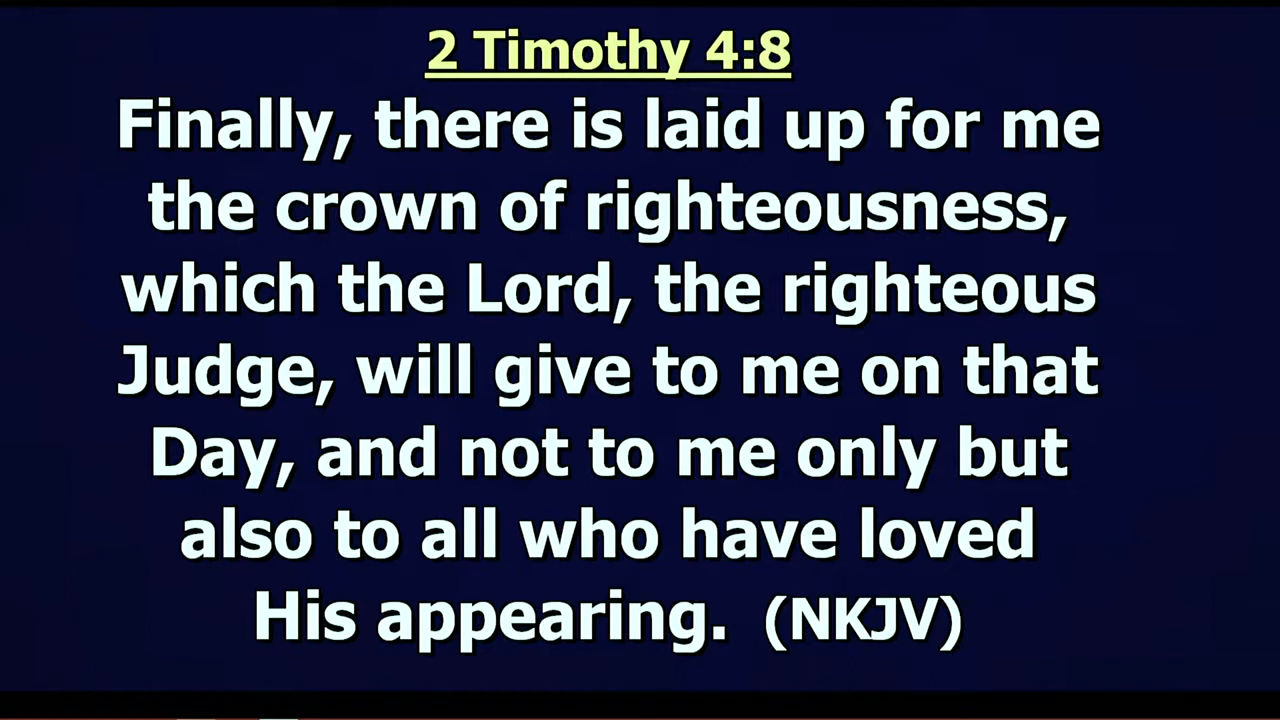 2 Timothy 4:8
Finally, there is laid up for me
the crown of righteousness,
which the Lord, the righteous
Judge, will give to me on that
Day, and not to me only but
also to all who have loved
His appearing. (NKJV)